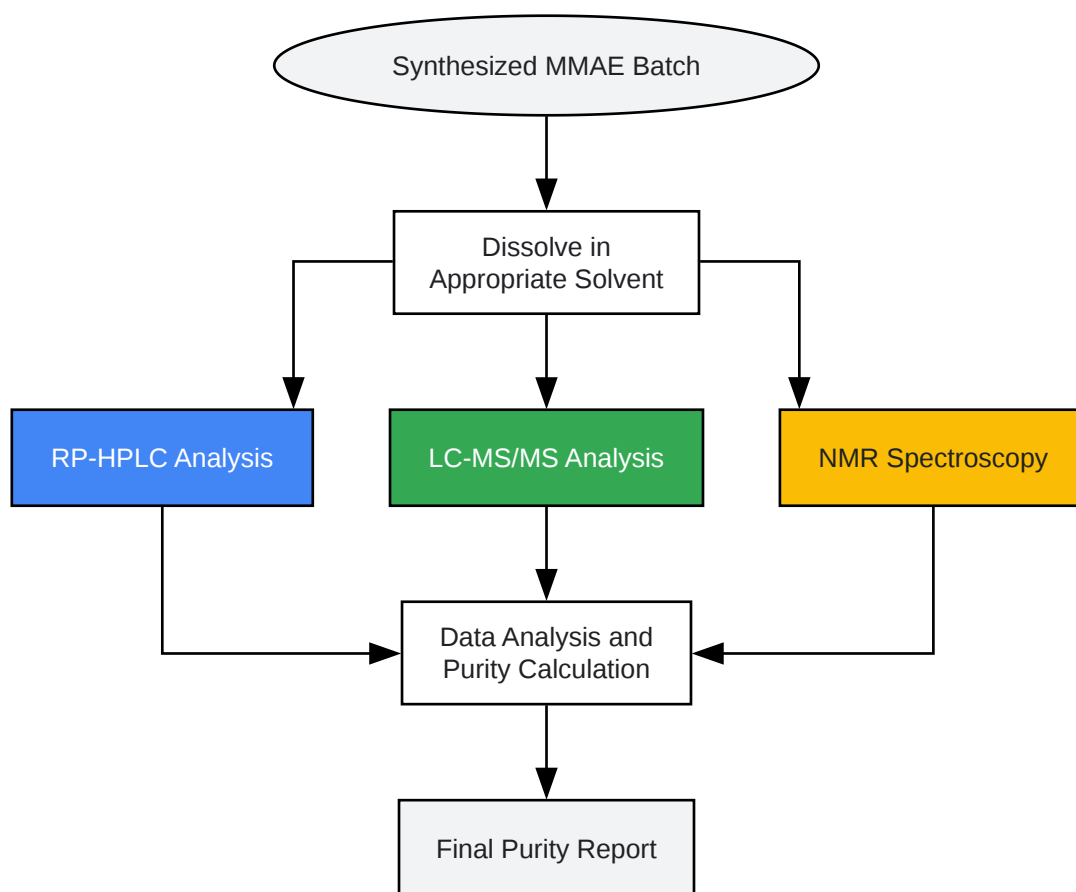 Synthesized MMAE Batch
Dissolve in
Appropriate Solvent
RP-HPLC Analysis
LC-MS/MS Analysis
NMR Spectroscopy
Data Analysis and
Purity Calculation
Final Purity Report